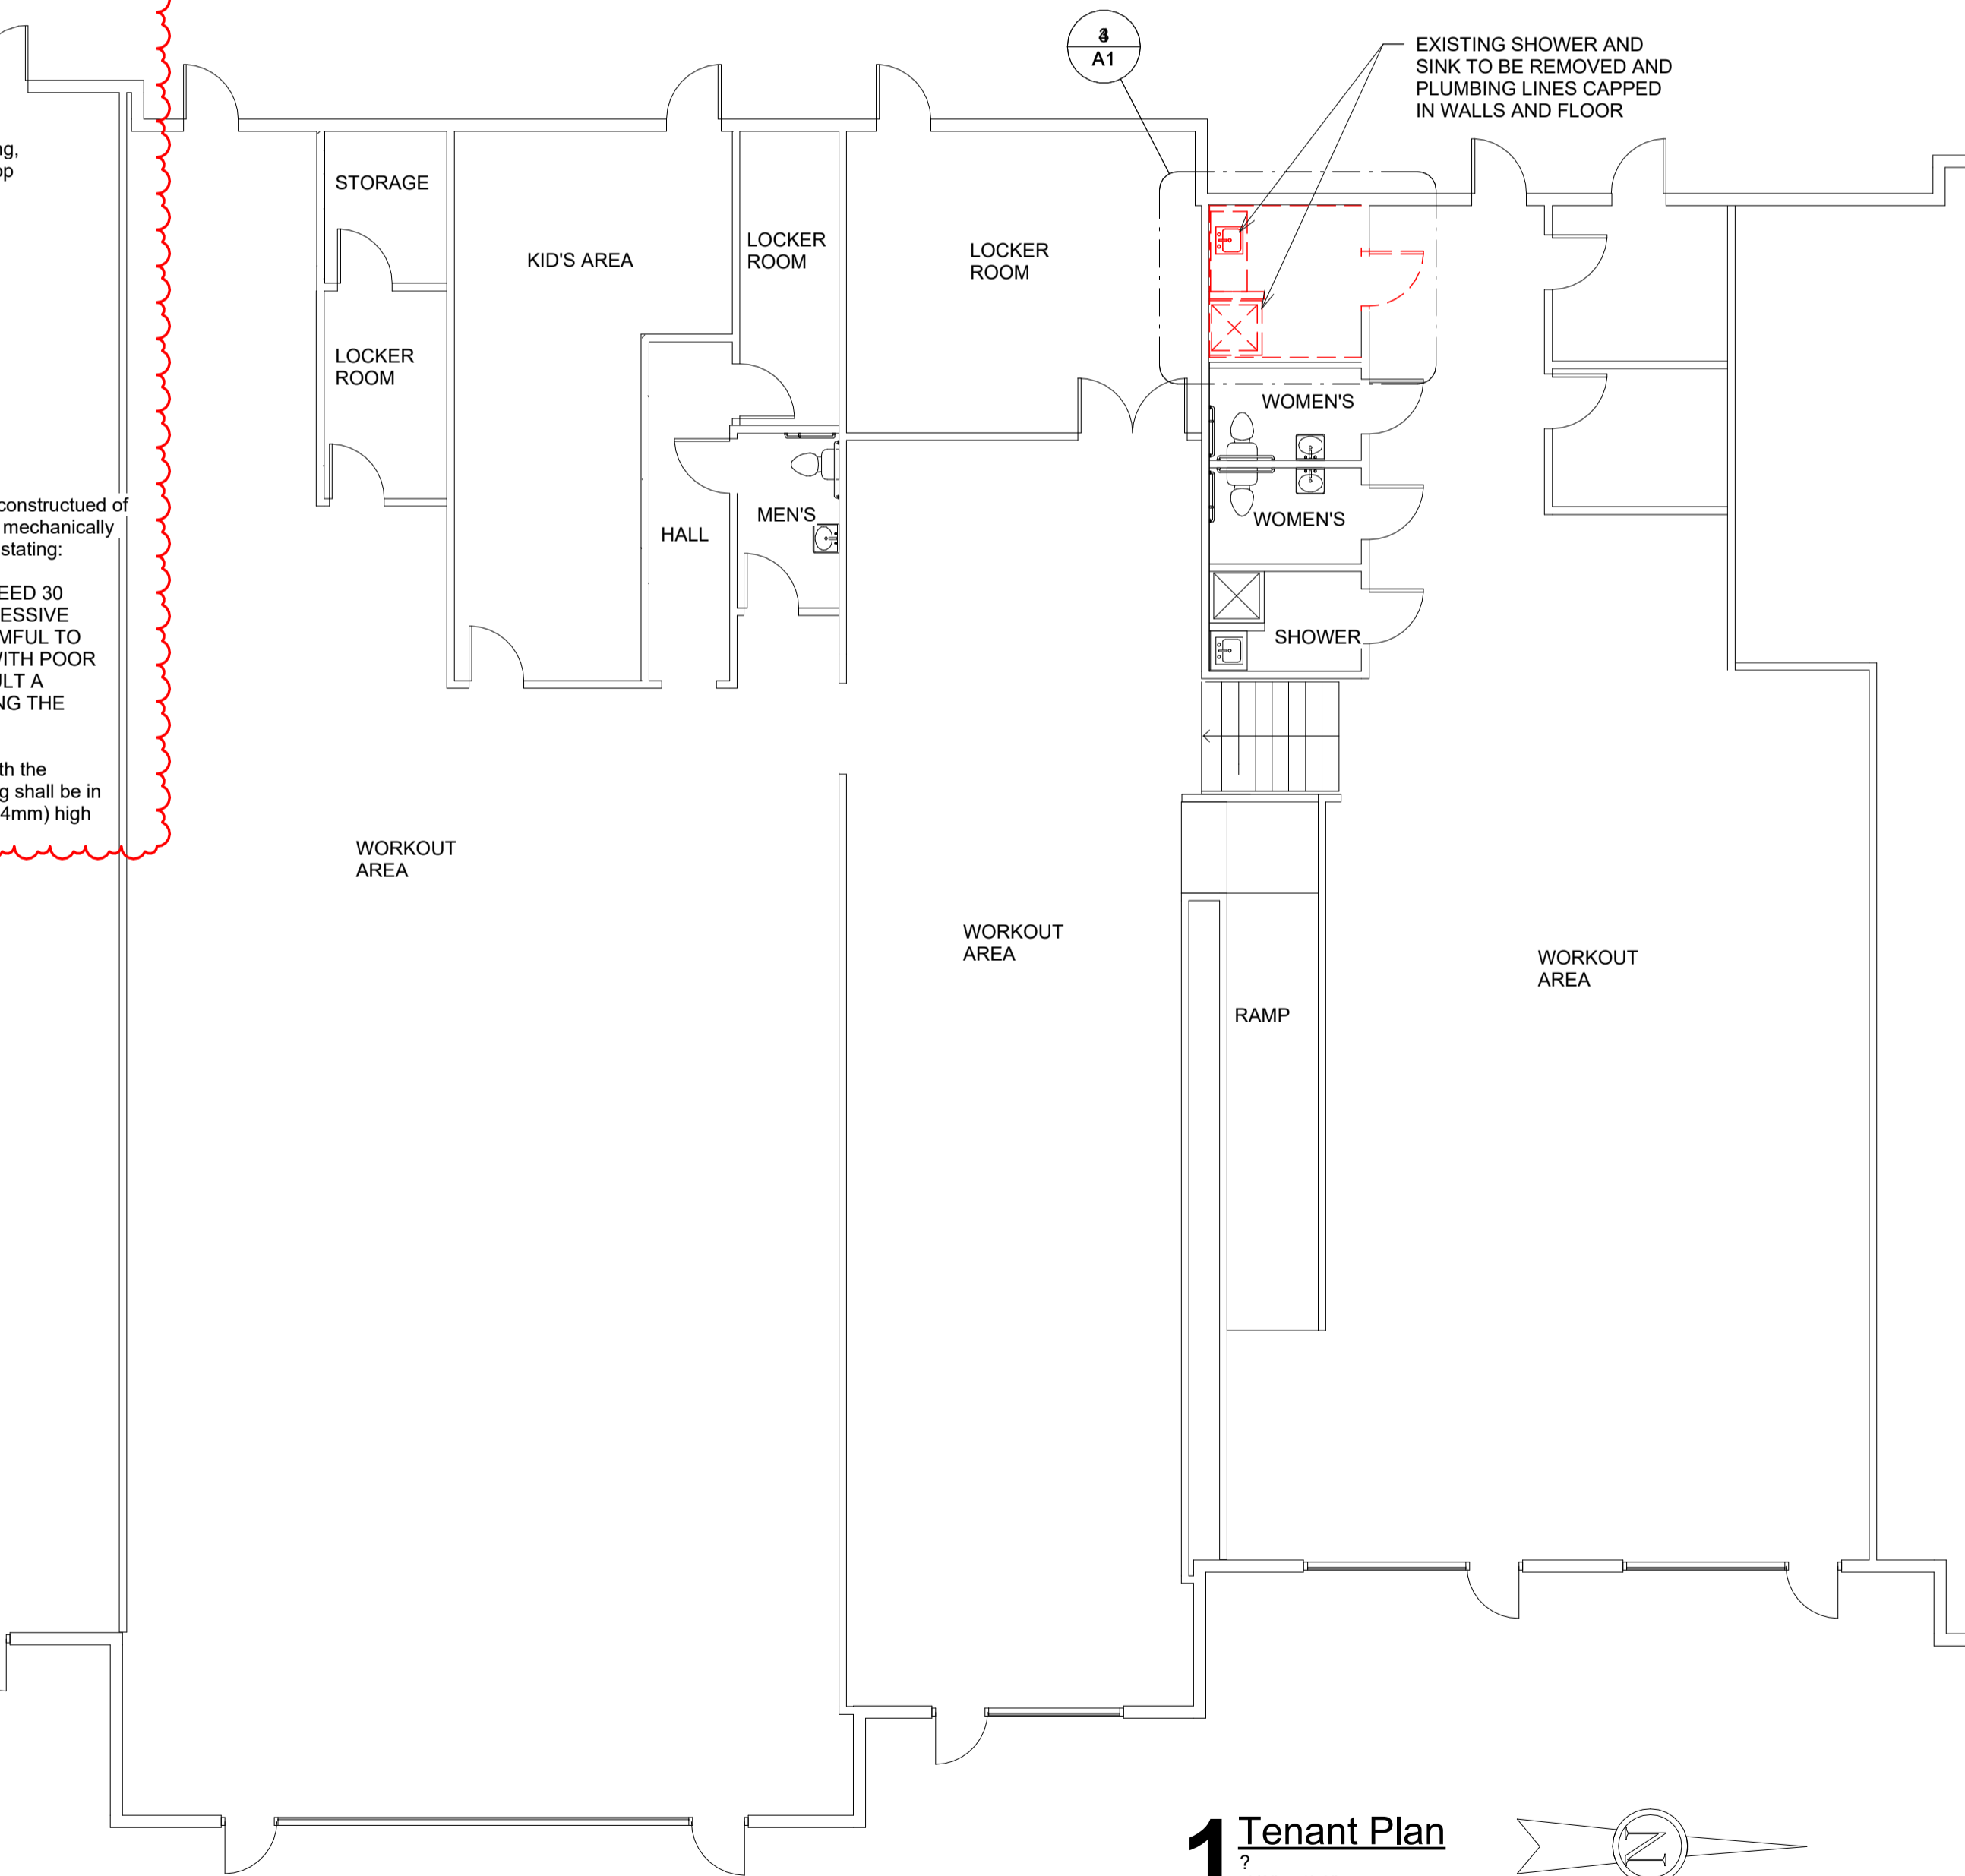 A1
EXISTING SHOWER AND
SINK TO BE REMOVED AND
PLUMBING LINES CAPPED
IN WALLS AND FLOOR
ng,
op
STORAGE
KID'S AREA
LOCKER
ROOM
LOCKER
ROOM
LOCKER
ROOM
WOMEN'S
constructued of
mechanically
stating:
MEN'S
HALL
WOMEN'S
EED 30
ESSIVE
MFUL TO
WITH POOR
ULT A
NG THE
SHOWER
th the
g shall be in
4mm) high
WORKOUT
AREA
WORKOUT
AREA
WORKOUT
AREA
RAMP
1 Tenant Plan
?
N